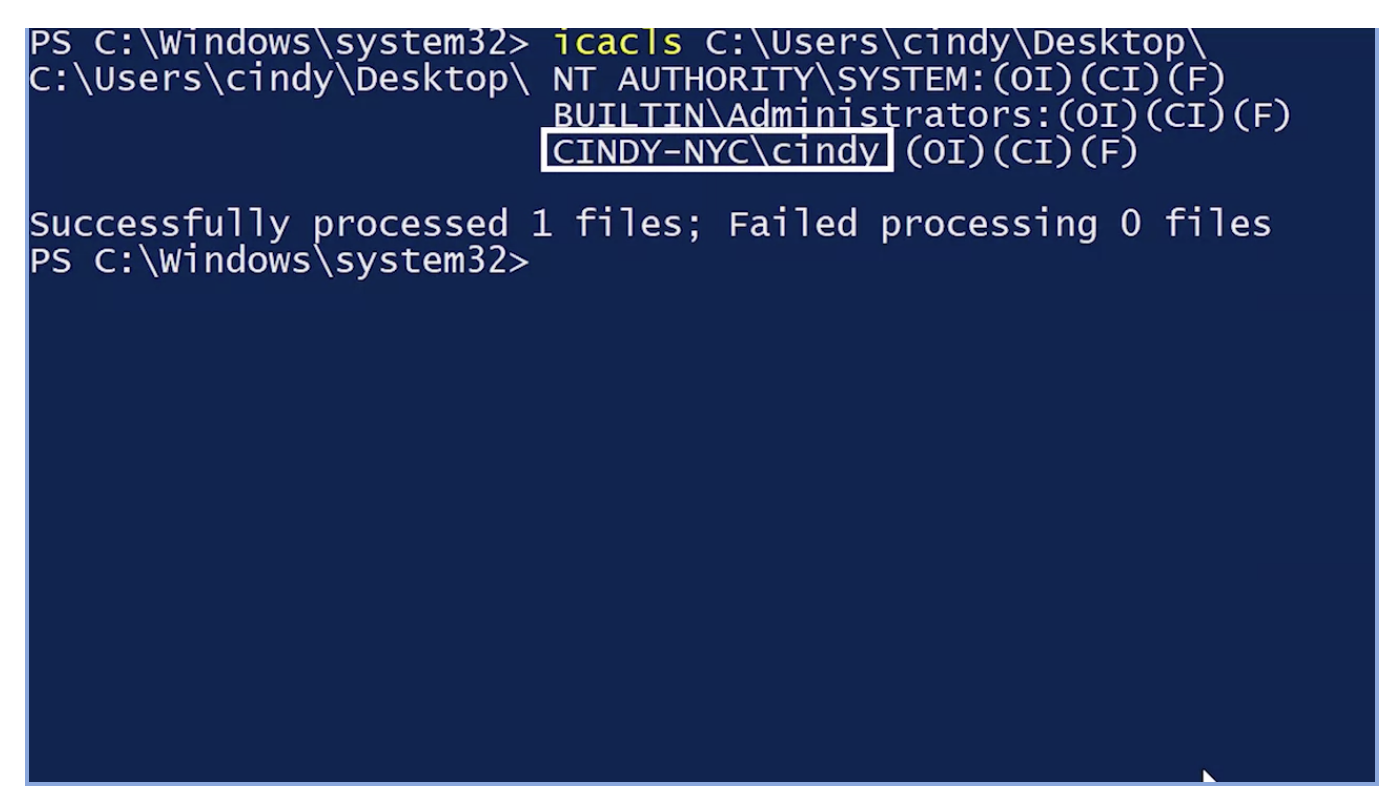 PS C:\Windows\system32> icacls C:\Users\cindy\Desktop\
C:\Users\cindy\Desktop\ NT AUTHORITY\SYSTEM:(OI)(CI)(F)
BUILTIN\Administrators:(OI)(CI)(F)
CINDY-NYC\cindy (OI)(CI)(F)
Successfully processed 1 files; Failed processing 0 files
PS C:\Windows\system32>